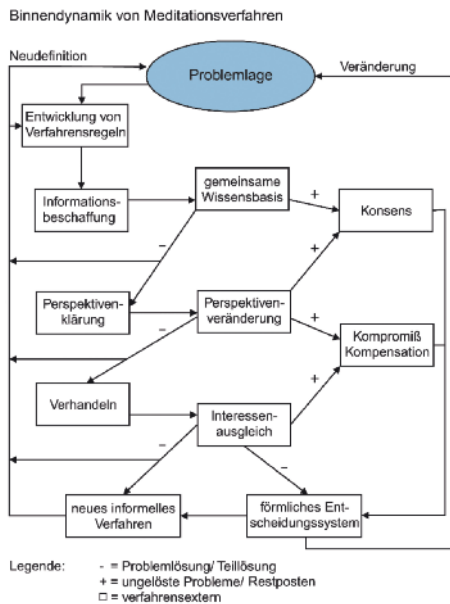 Binnendynamik von Meditationsverfahren
Neudefinition
Problemlage
Veränderung
Entwicklung von
Verfahrensregeln
Informations-
beschaffung
gemeinsame
Wissensbasis
+
Konsens
-
+
Perspektiven-
klärung
Perspektiven-
veränderung
+
Kompromiß
Kompensation
-
+
Verhandeln
Interessen-
ausgleich
-
-
neues informelles
Verfahren
förmliches Ent-
scheidungssystem
Legende: - = Problemlösung/ Teillösung
+ = ungelöste Probleme/ Restposten
□ = verfahrensextern